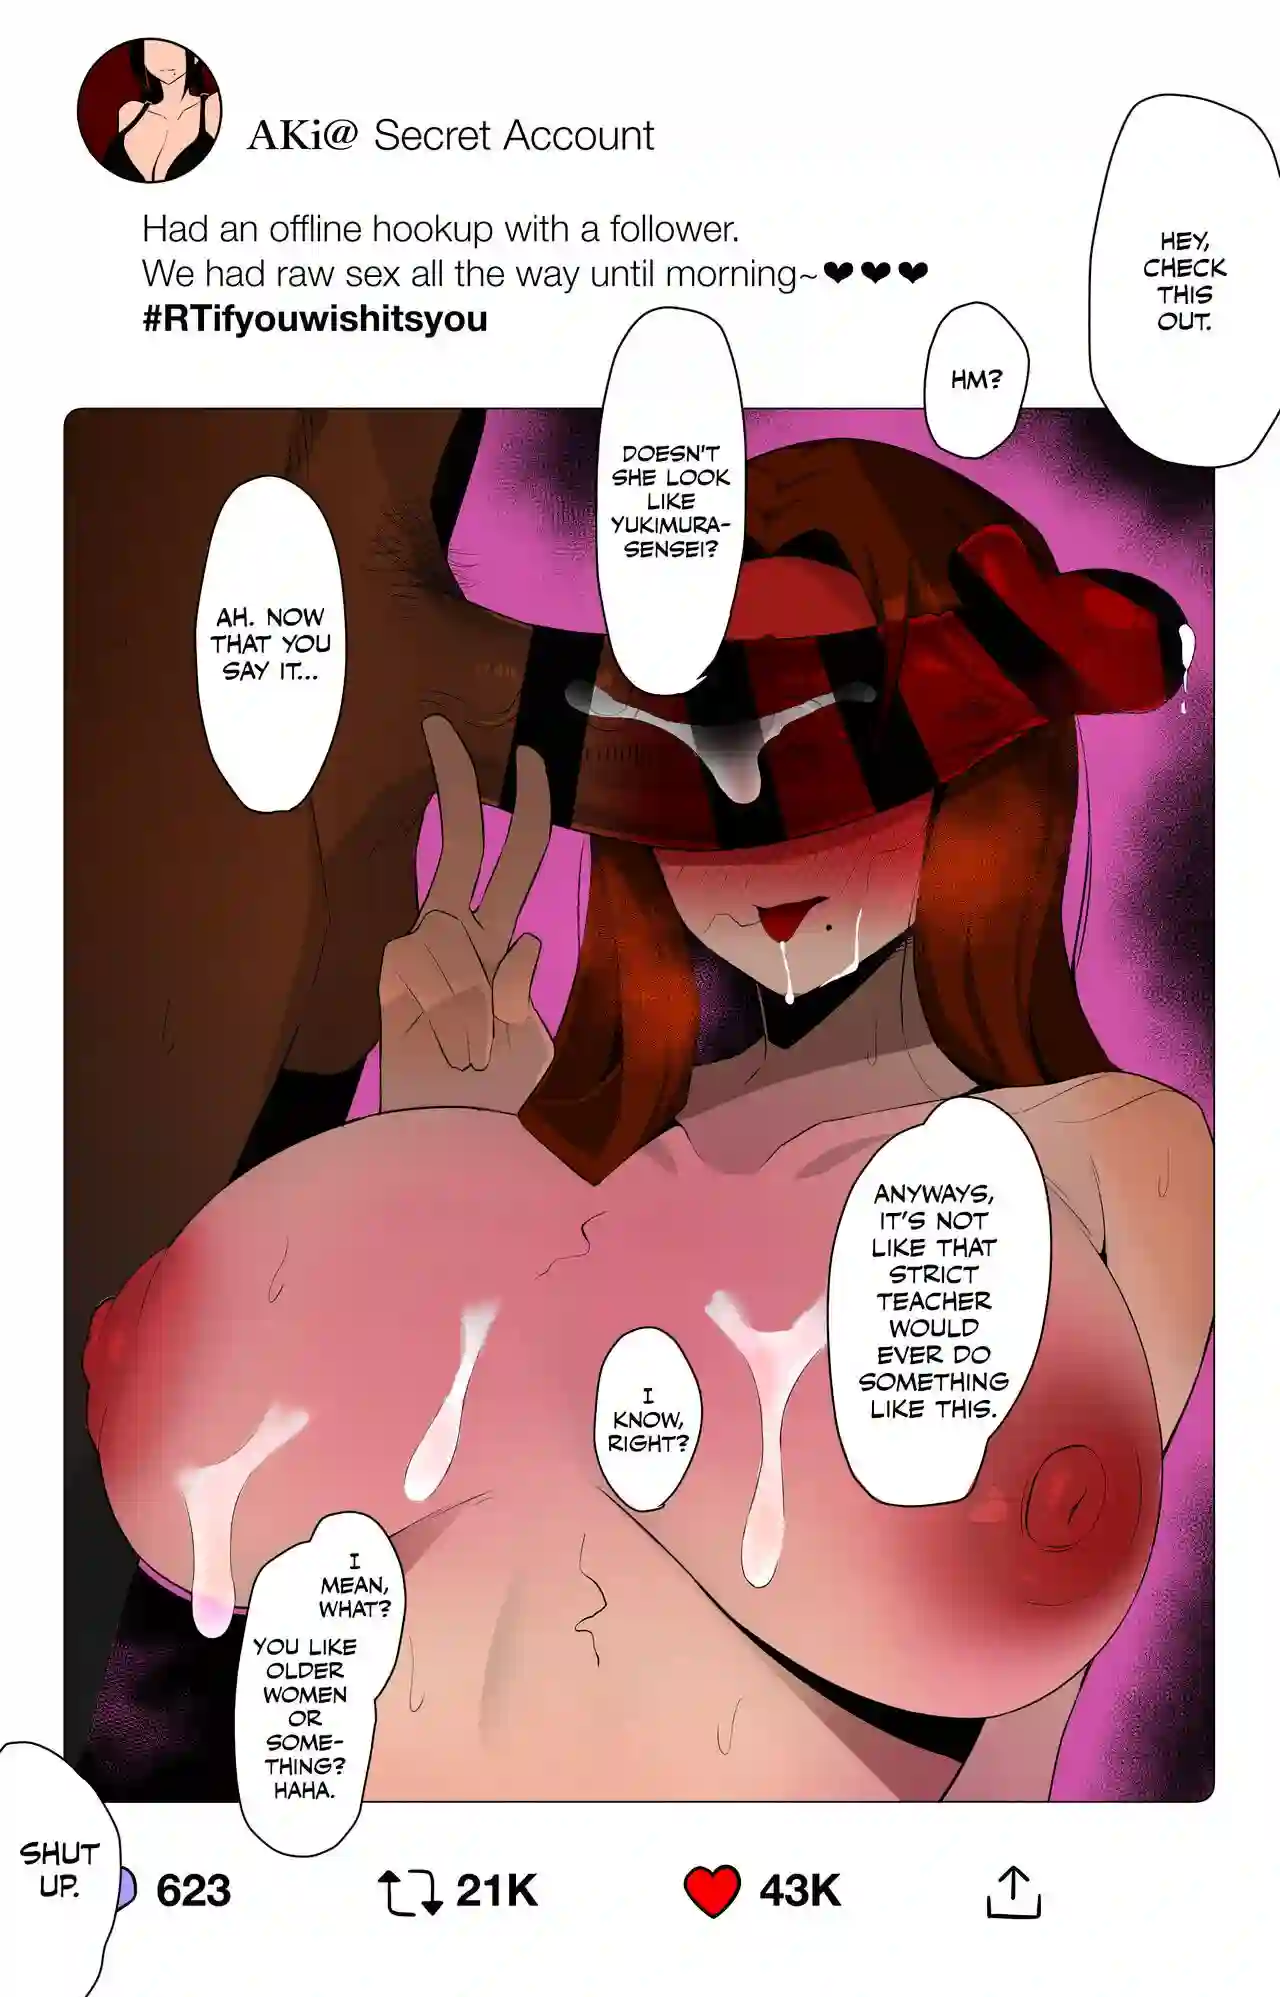 AKi@ Secret Account
Had an offline hookup with a follower.
We had raw sex all the way until morning~❤❤❤
#RTifyouwishitsyou
HEY,
CHECK
THIS
OUT.
HM?
DOESN'T
SHE LOOK
LIKE
YUKIMURA-
SENSEI?
AH. NOW
THAT YOU
SAY IT...
ANYWAYS,
IT'S NOT
LIKE THAT
STRICT
TEACHER
WOULD
EVER DO
SOMETHING
LIKE THIS.
I
KNOW,
RIGHT?
I
MEAN,
WHAT?
YOU LIKE
OLDER
WOMEN
OR
SOME-
THING?
HAHA.
SHUT
UP.
623 21K 43K